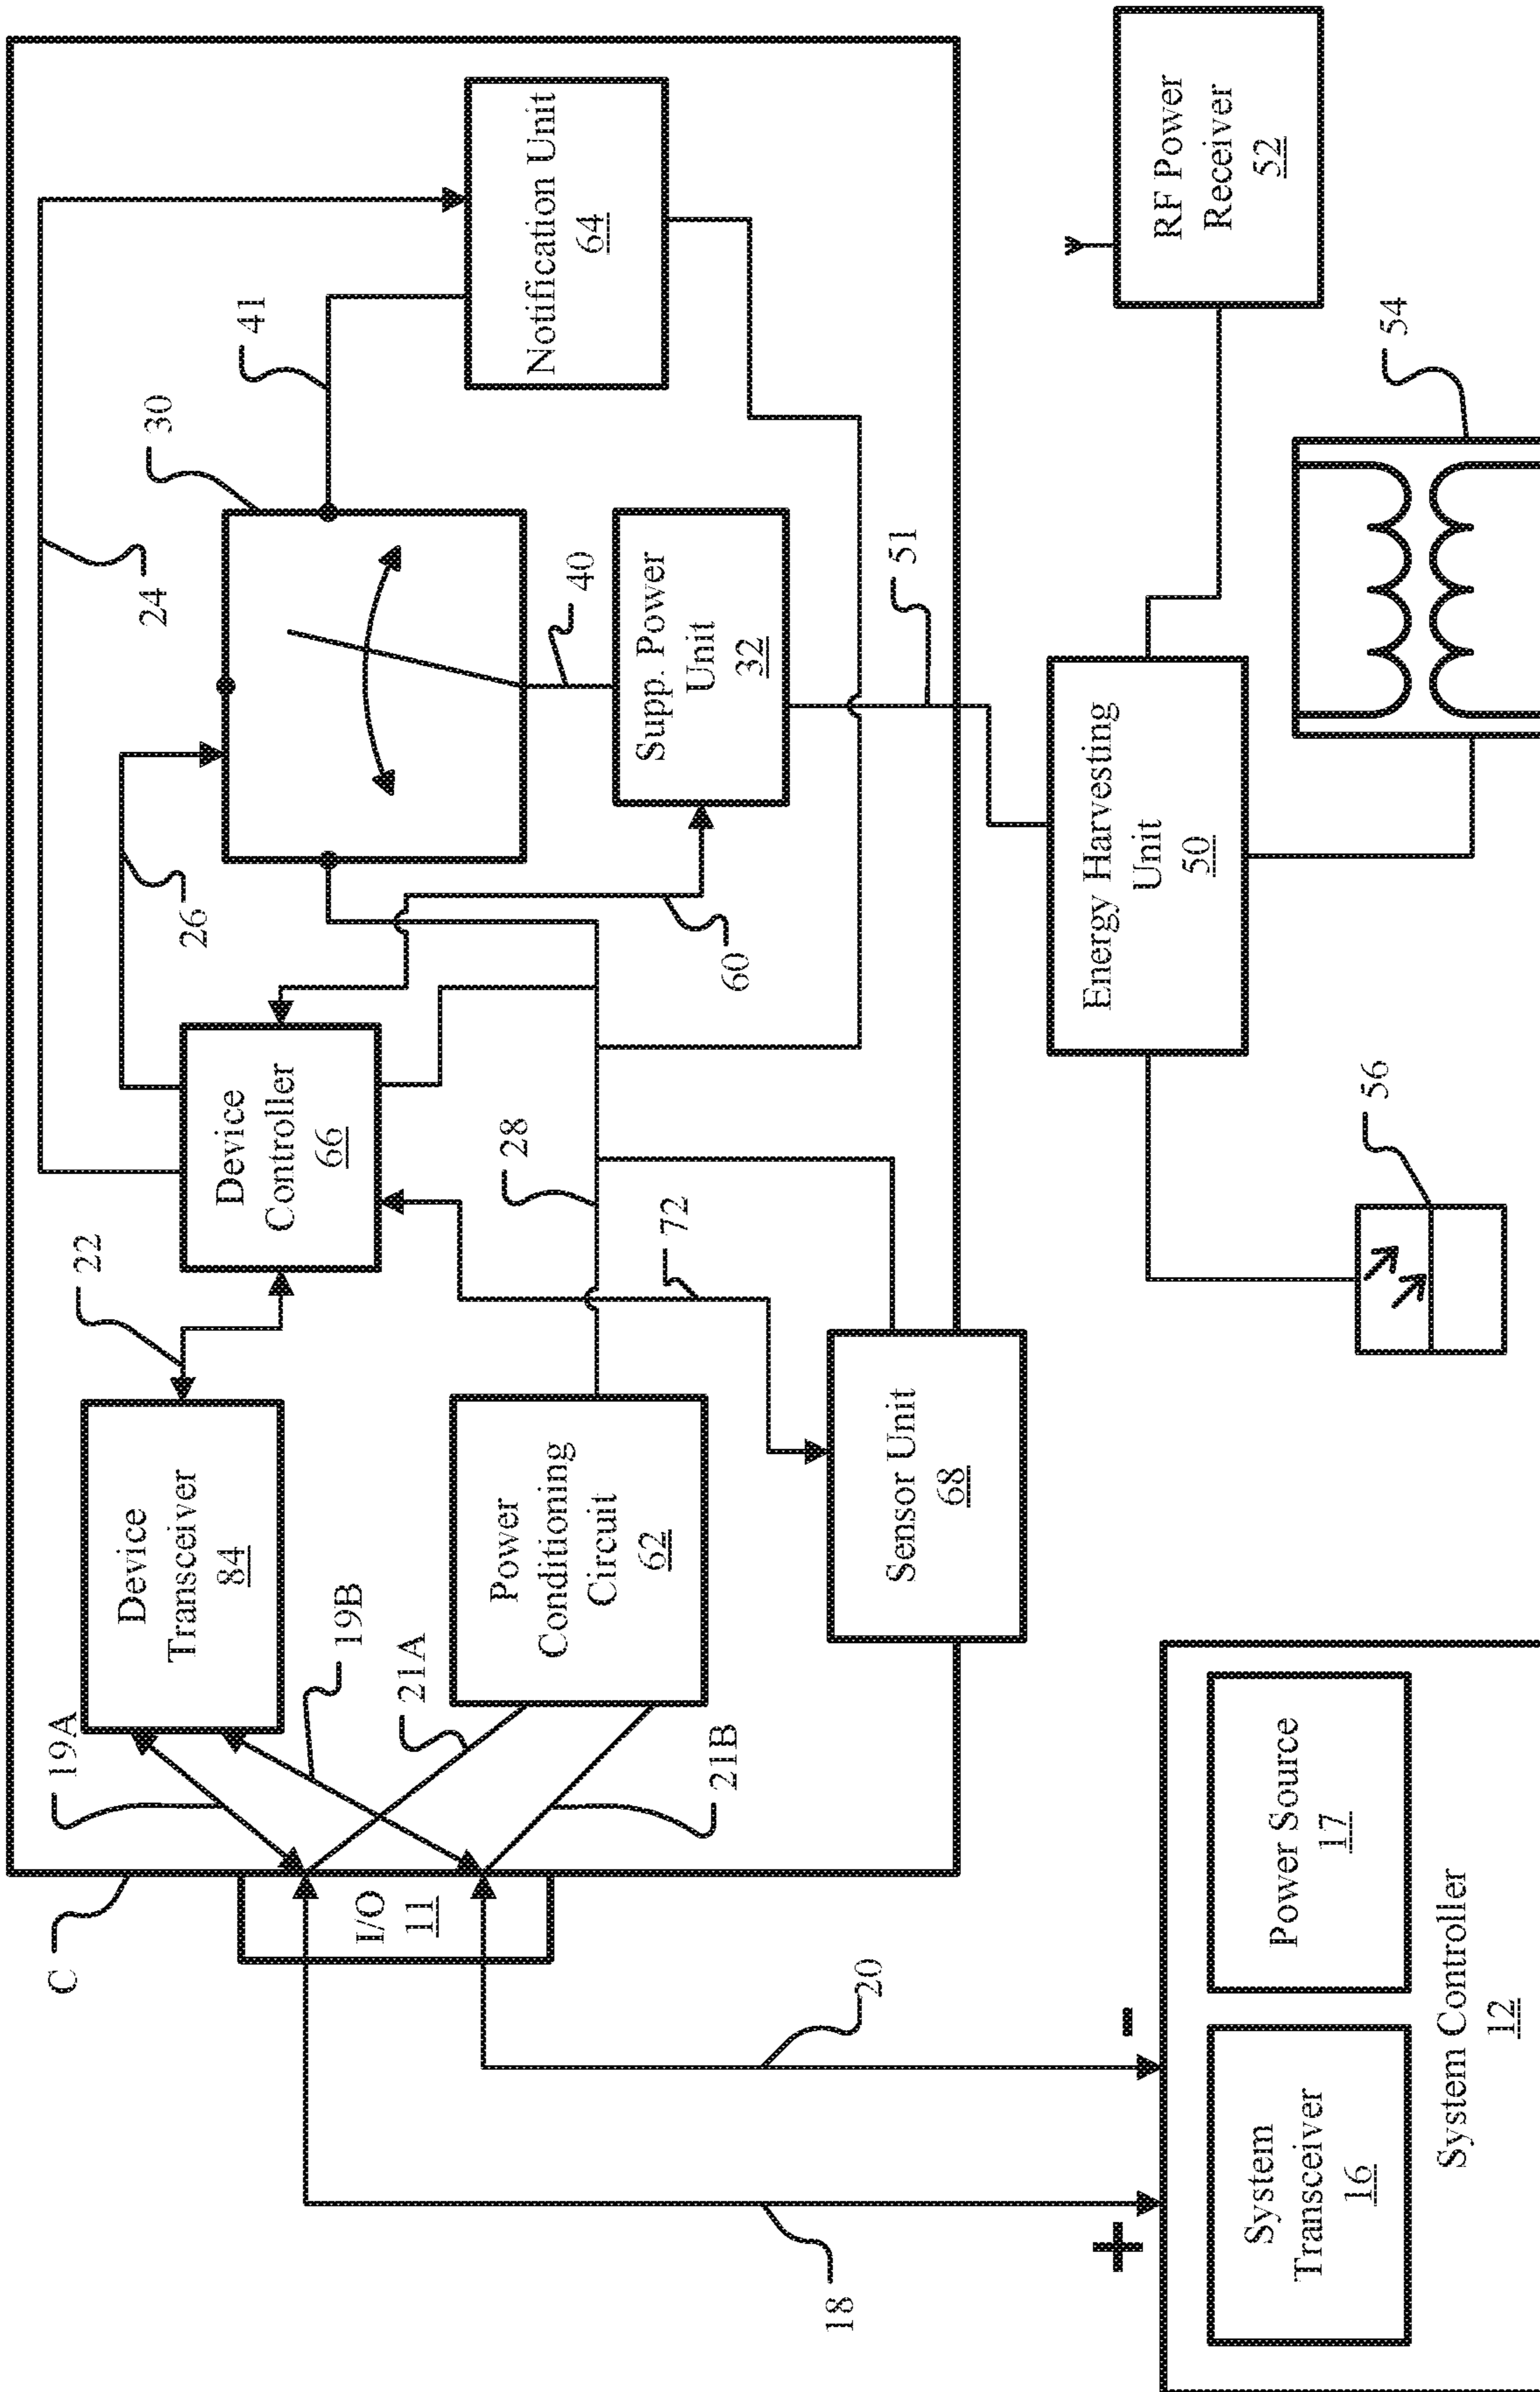 C
I/O
11
19A
19B
21A
21B
Device
Transceiver
84
22
Power
Conditioning
Circuit
62
28
72
Sensor Unit
68
Device
Controller
66
26
24
60
30
41
40
Supp. Power
Unit
32
Notification Unit
64
51
18
20
+
-
System
Transceiver
16
Power Source
17
System Controller
12
56
Energy Harvesting
Unit
50
54
RF Power
Receiver
52